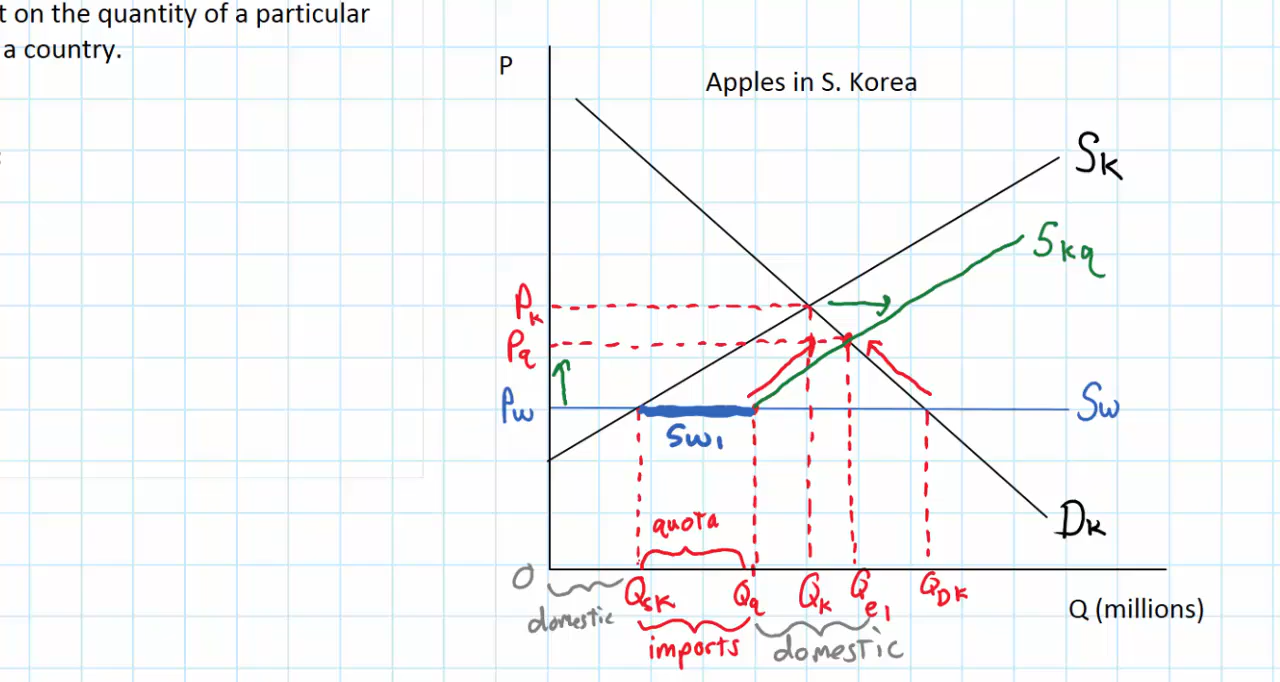 t on the quantity of a particular
a country.
P
Apples in S. Korea
SK
Skq
PK
Pq
Pw
Sw
Sw1
DK
quota
O
QSK
Qq
QK
Qe1
QDK
Q (millions)
domestic
imports
domestic